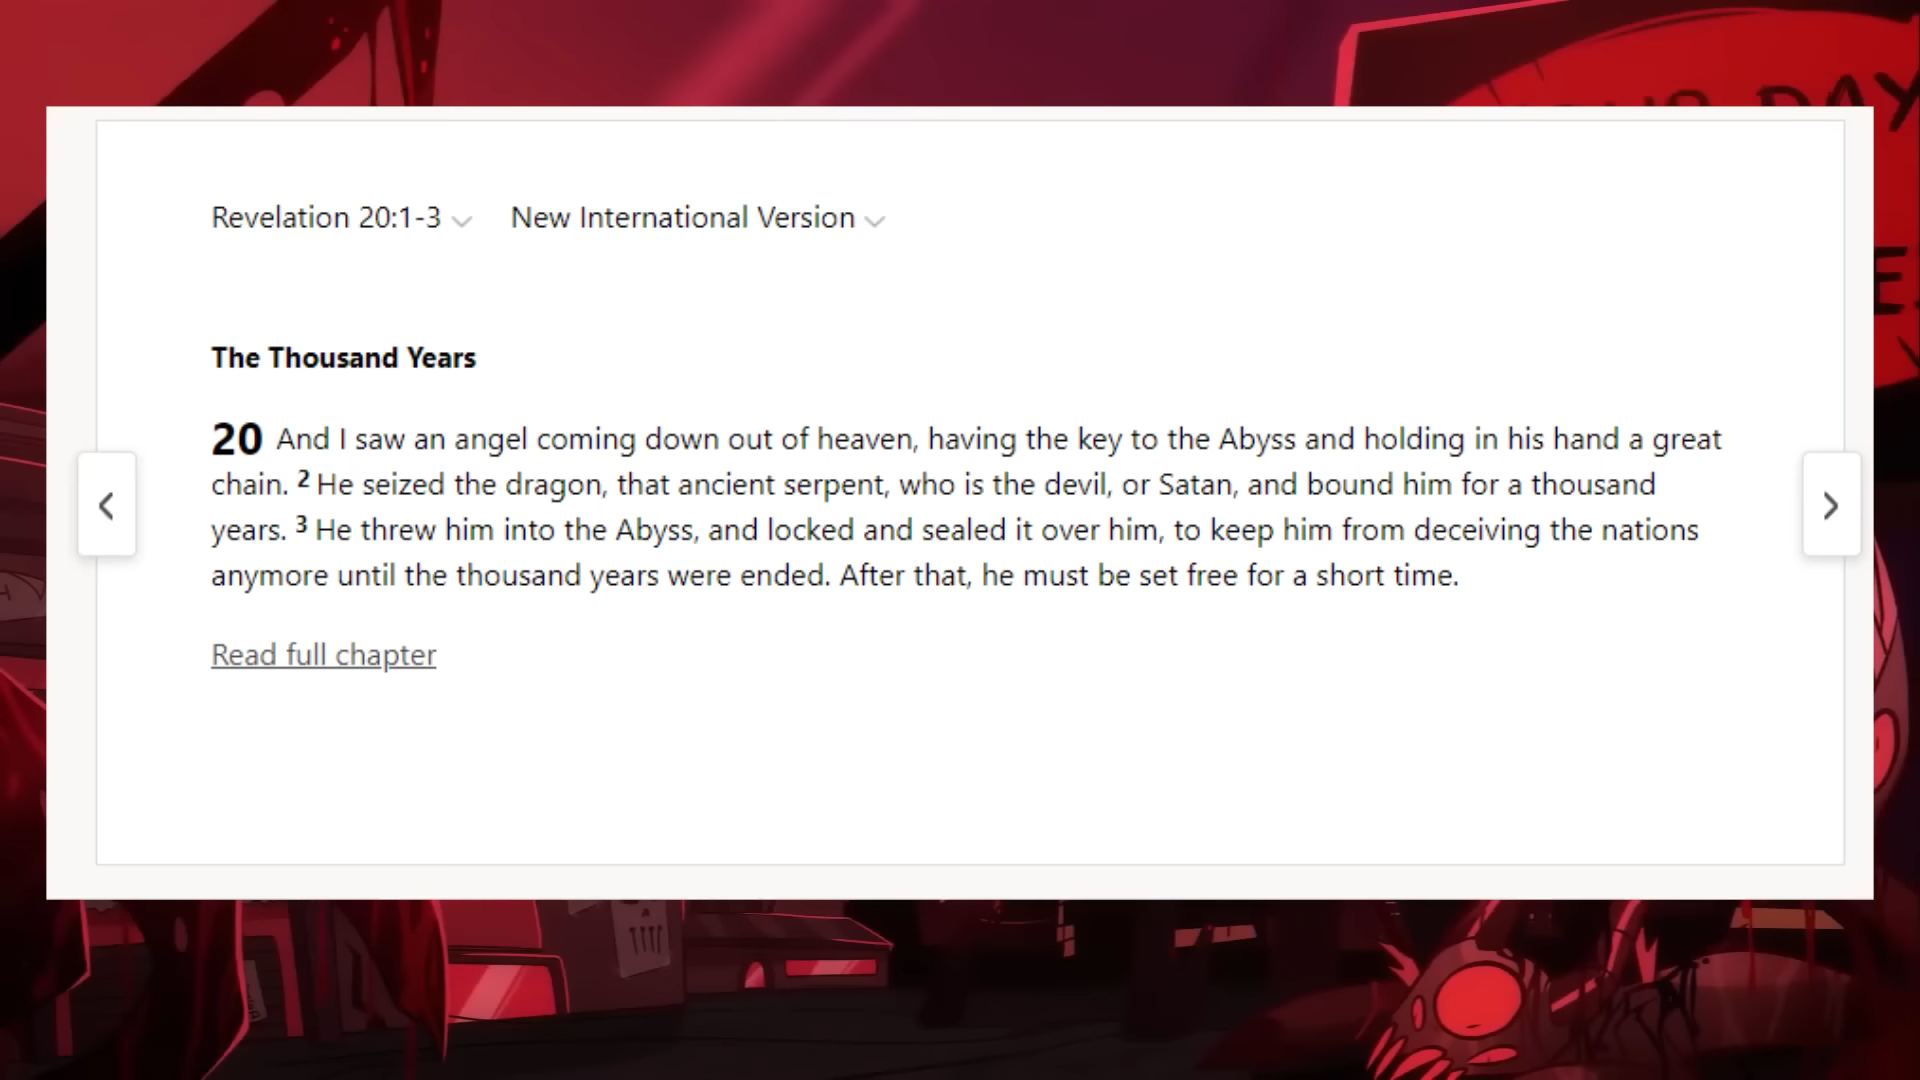 DAY
Revelation 20:1-3 New International Version
The Thousand Years
20 And I saw an angel coming down out of heaven, having the key to the Abyss and holding in his hand a great
chain. 2 He seized the dragon, that ancient serpent, who is the devil, or Satan, and bound him for a thousand
years. 3 He threw him into the Abyss, and locked and sealed it over him, to keep him from deceiving the nations
anymore until the thousand years were ended. After that, he must be set free for a short time.
Read full chapter